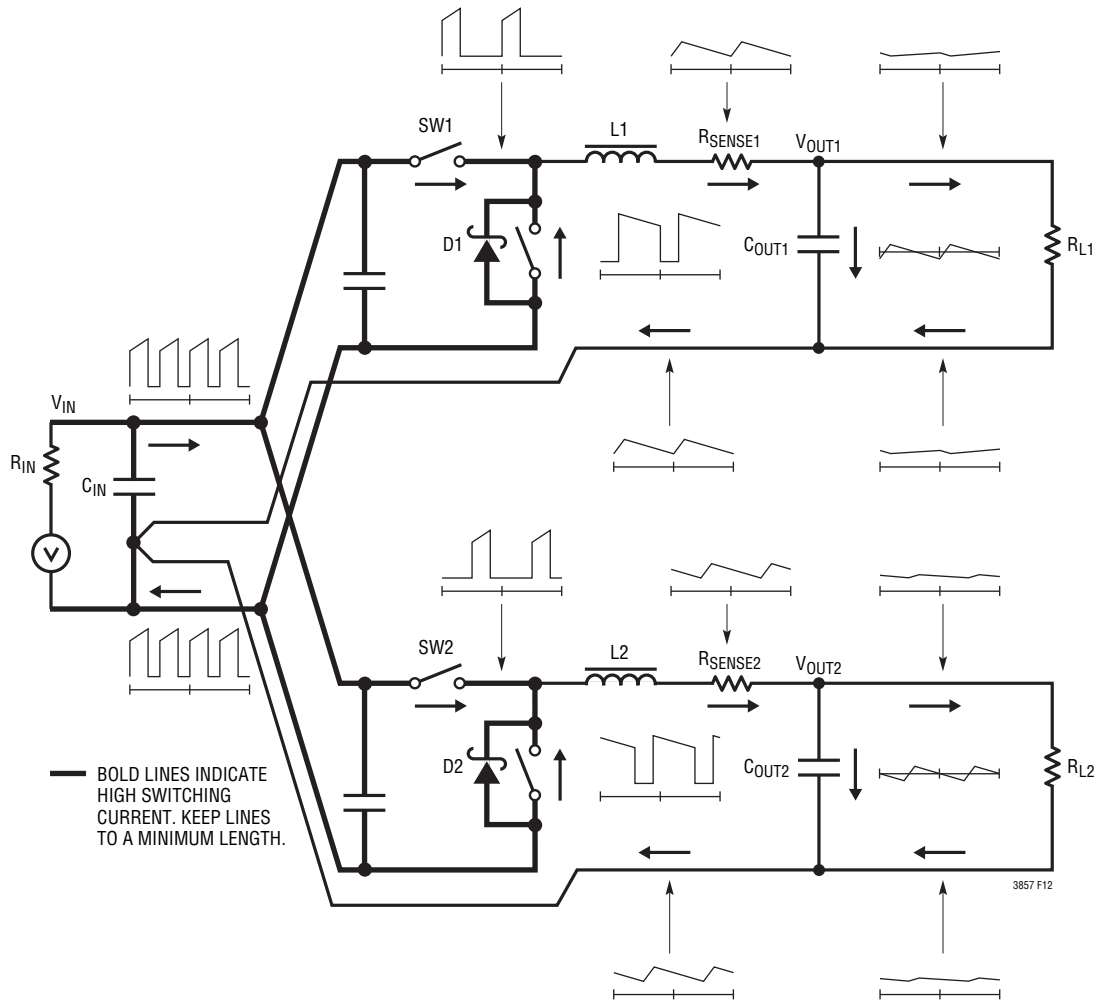 SW1
L1
RSENSE1
VOUT1
D1
COUT1
RL1
VIN
RIN
CIN
V
SW2
L2
RSENSE2
VOUT2
D2
COUT2
RL2
BOLD LINES INDICATE
HIGH SWITCHING
CURRENT. KEEP LINES
TO A MINIMUM LENGTH.
3857 F12